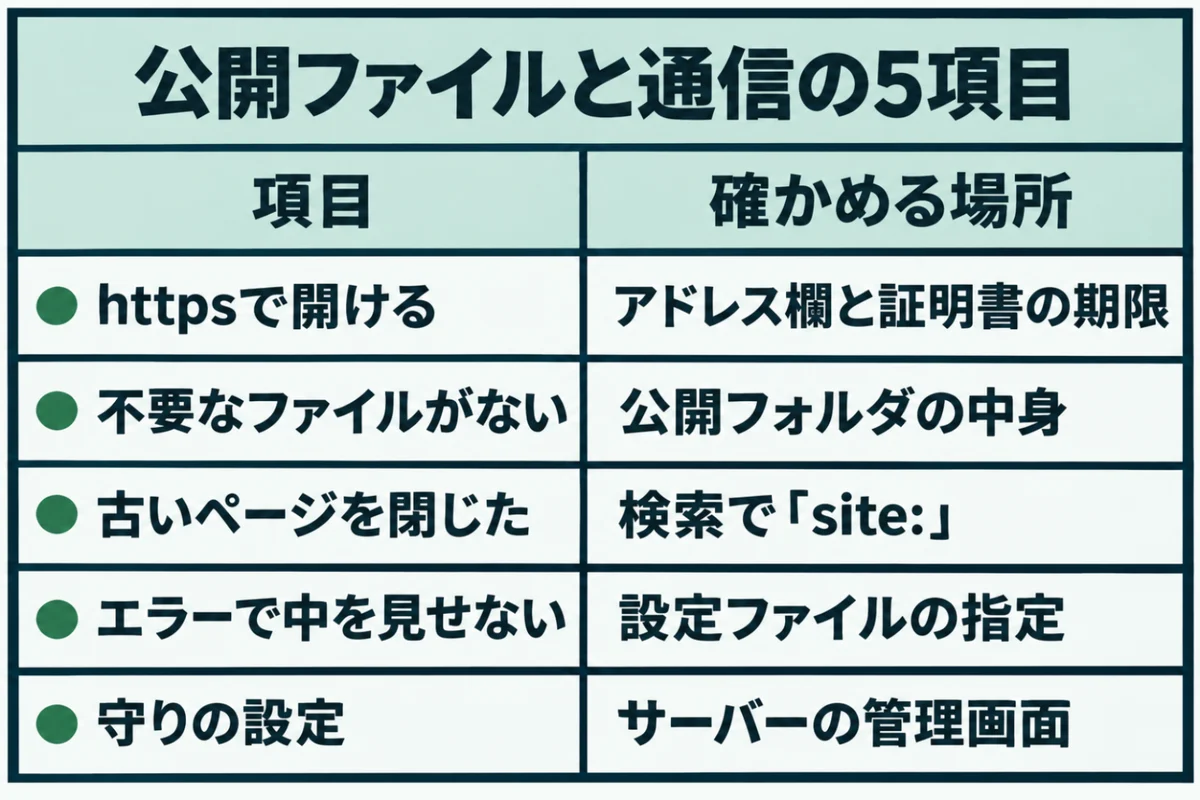 公開ファイルと通信の5項目
項目
確かめる場所
httpsで開ける
アドレス欄と証明書の期限
不要なファイルがない
公開フォルダの中身
古いページを閉じた
検索で「site:」
エラーで中を見せない
設定ファイルの指定
守りの設定
サーバーの管理画面